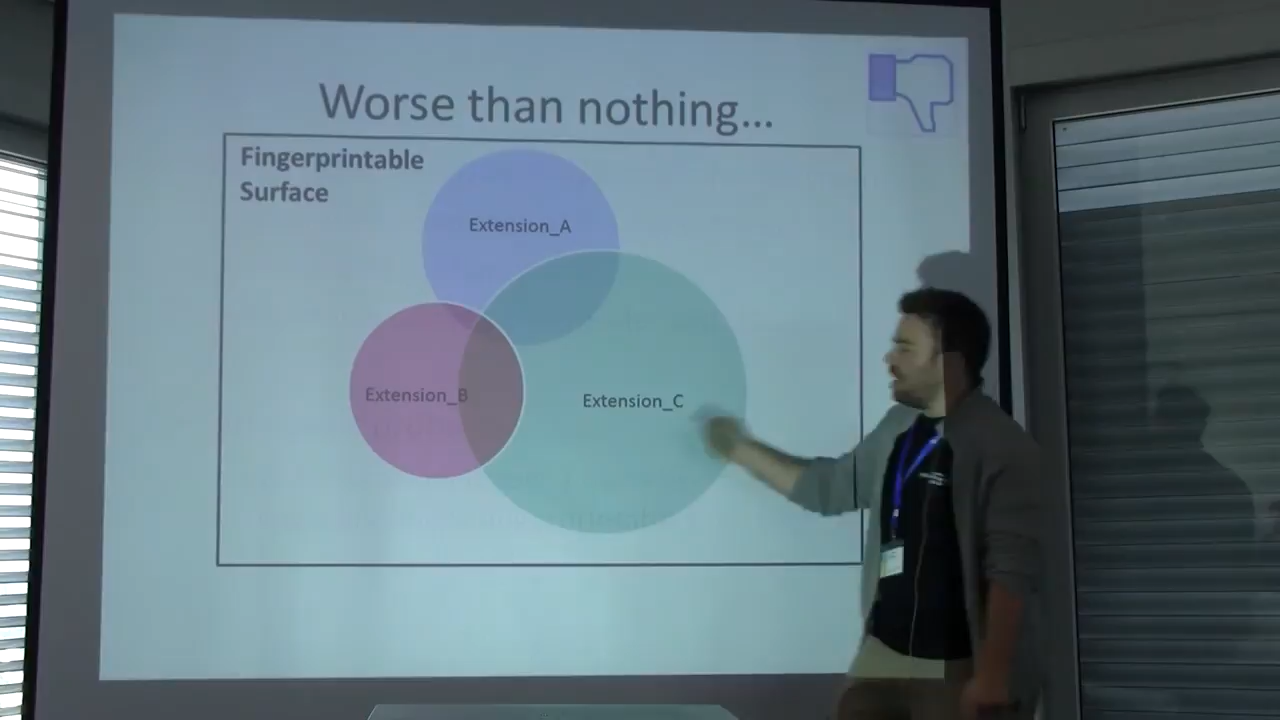 Worse than nothing...
Fingerprintable
Surface
Extension_A
Extension_B
Extension_C